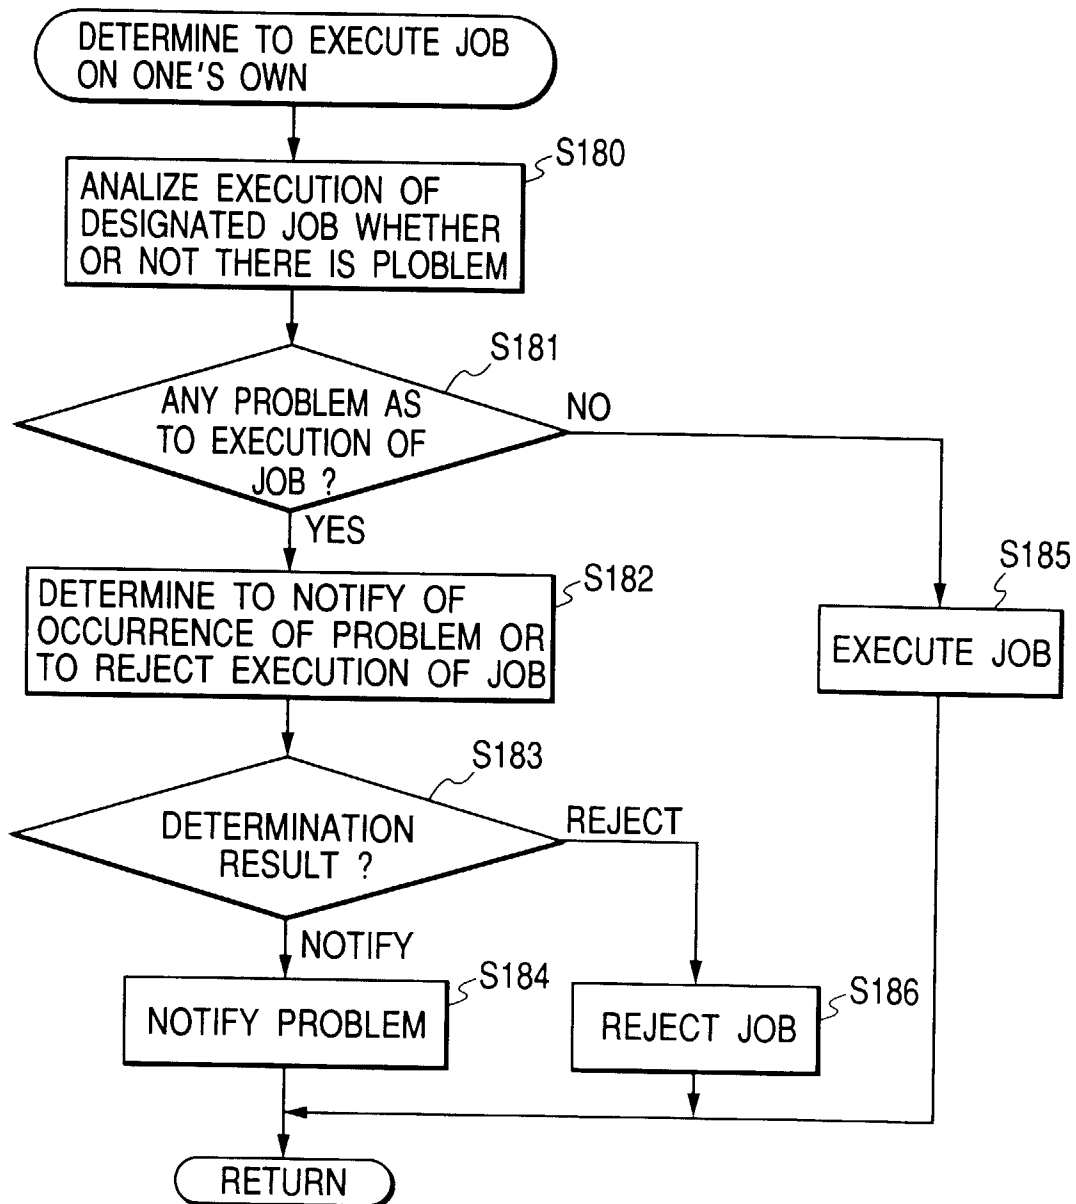 DETERMINE TO EXECUTE JOB
ON ONE'S OWN
S180
ANALIZE EXECUTION OF
DESIGNATED JOB WHETHER
OR NOT THERE IS PLOBLEM
S181
ANY PROBLEM AS
TO EXECUTION OF
JOB ?
NO
YES
S182
DETERMINE TO NOTIFY OF
OCCURRENCE OF PROBLEM OR
TO REJECT EXECUTION OF JOB
S185
EXECUTE JOB
S183
DETERMINATION
RESULT ?
REJECT
NOTIFY
S184
NOTIFY PROBLEM
S186
REJECT JOB
RETURN